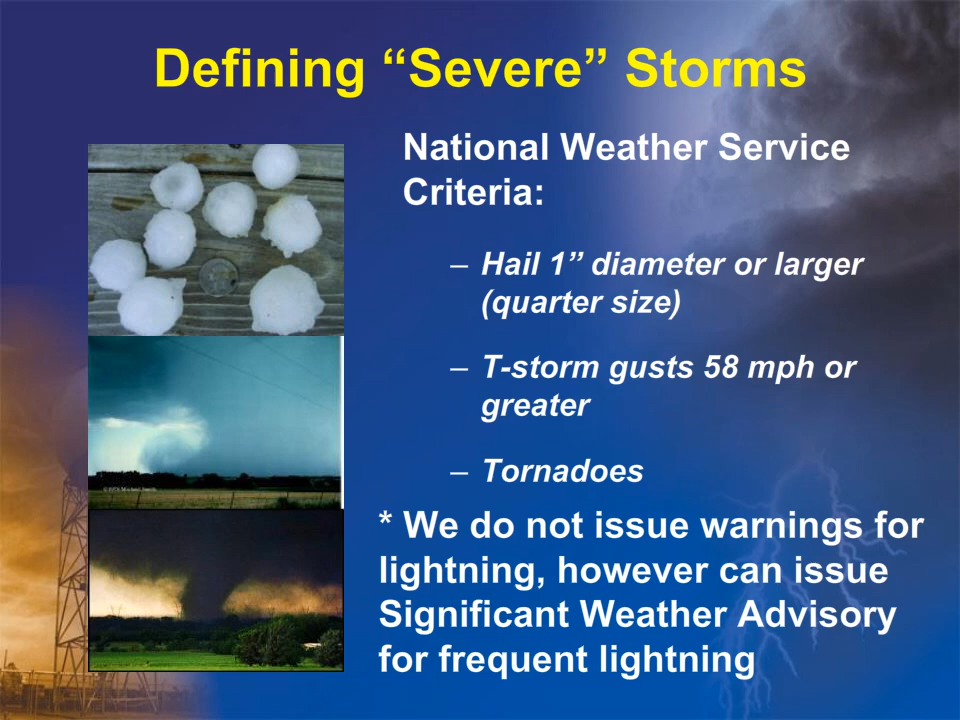 Defining “Severe” Storms
National Weather Service
Criteria:
– Hail 1” diameter or larger
(quarter size)
– T-storm gusts 58 mph or
greater
– Tornadoes
* We do not issue warnings for
lightning, however can issue
Significant Weather Advisory
for frequent lightning